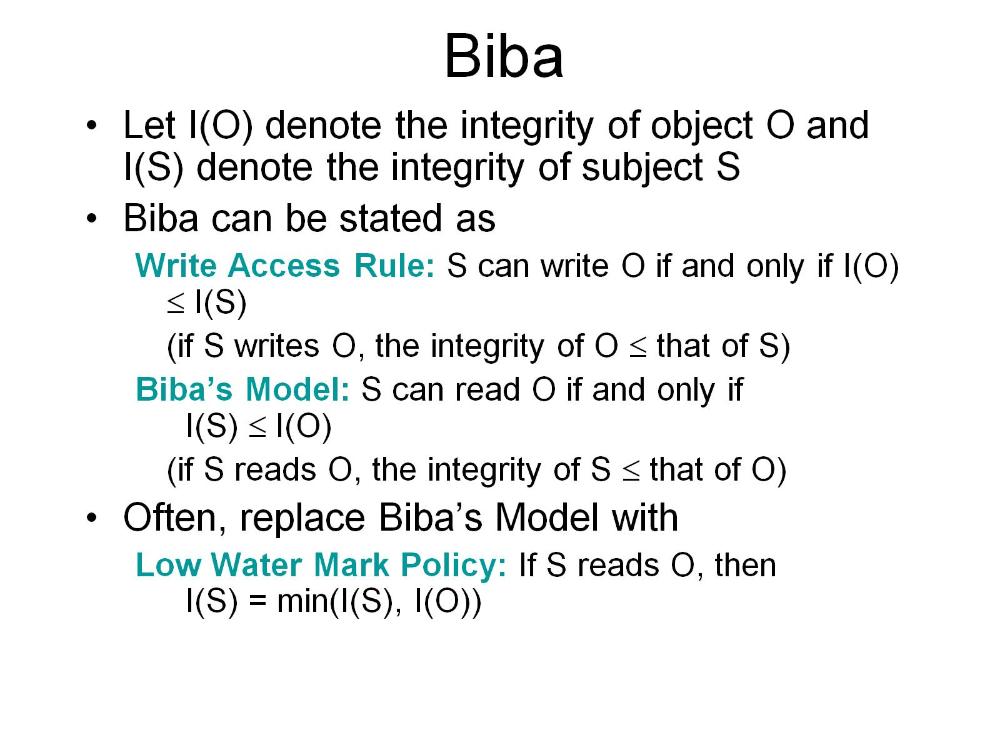 Biba
• Let I(O) denote the integrity of object O and
I(S) denote the integrity of subject S
• Biba can be stated as
Write Access Rule: S can write O if and only if I(O)
≤ I(S)
(if S writes O, the integrity of O ≤ that of S)
Biba’s Model: S can read O if and only if
I(S) ≤ I(O)
(if S reads O, the integrity of S ≤ that of O)
• Often, replace Biba’s Model with
Low Water Mark Policy: If S reads O, then
I(S) = min(I(S), I(O))